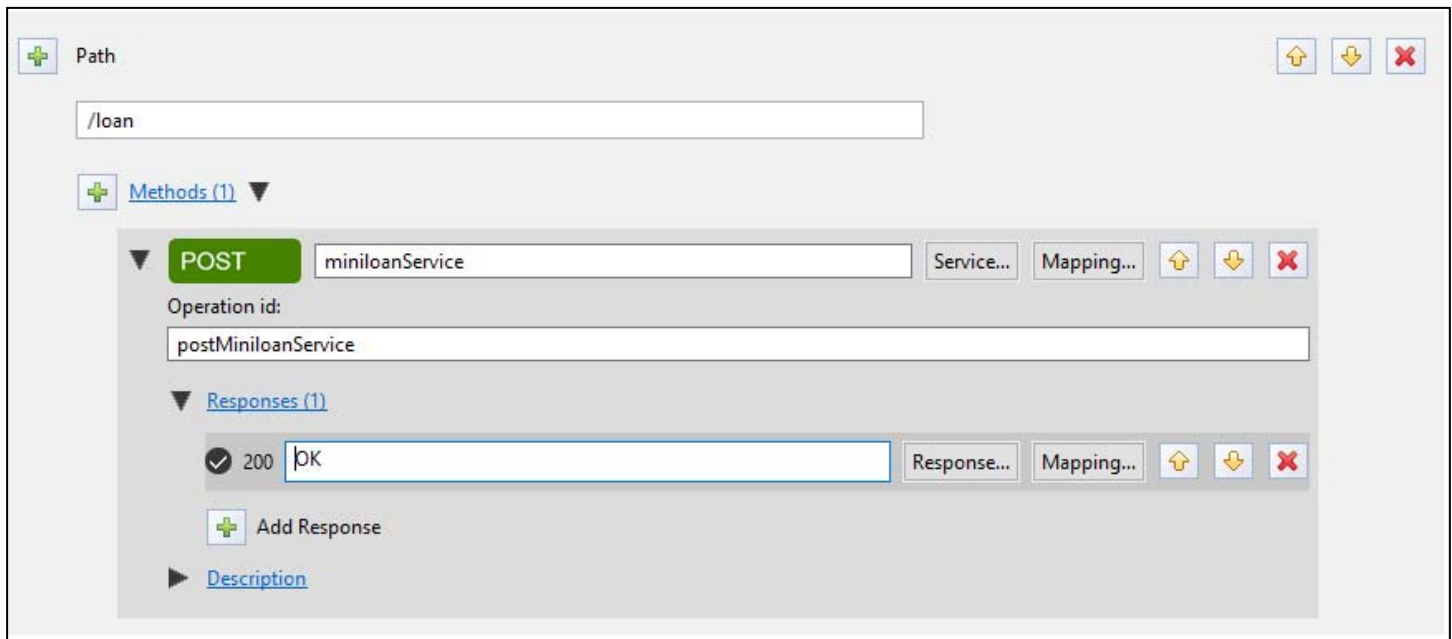 Path
/loan
Methods (1)
POST miniloanService Service... Mapping...
Operation id:
postMiniloanService
Responses (1)
200 OK Response... Mapping...
Add Response
Description